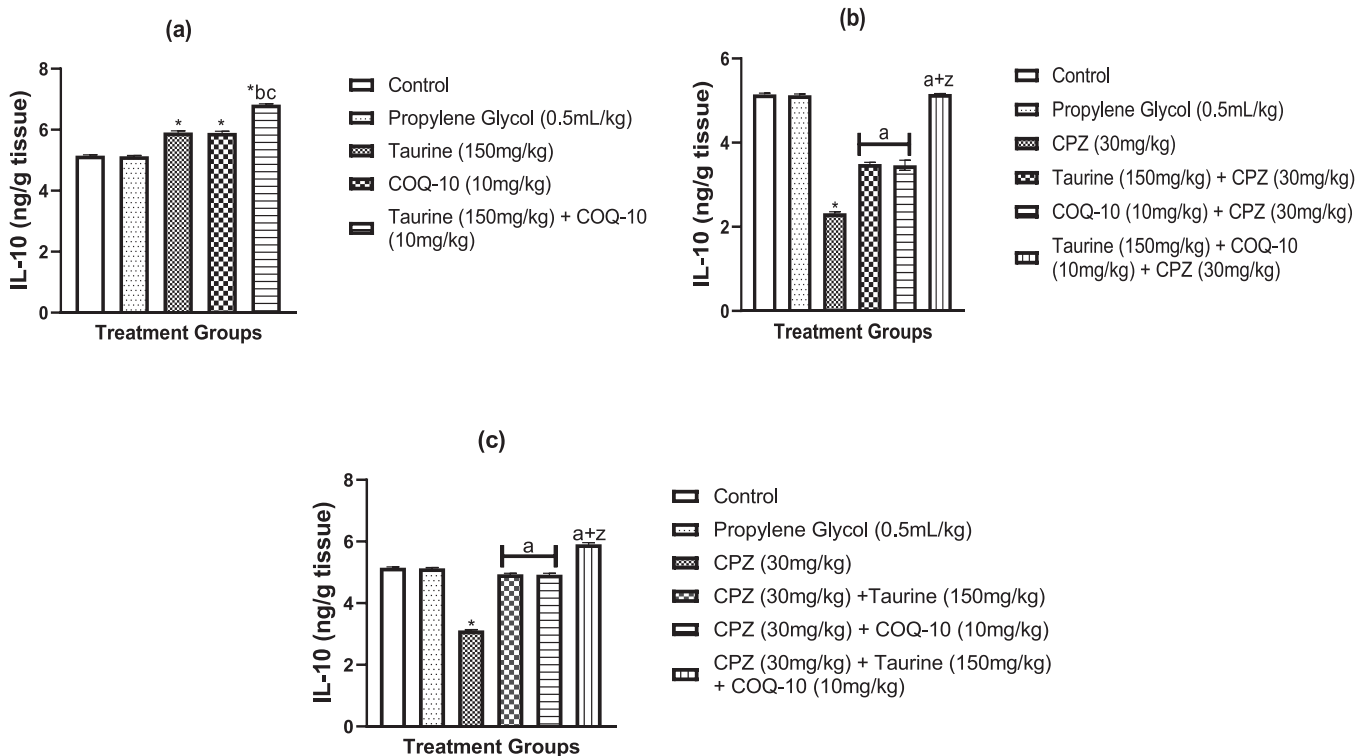 (a)
IL-10 (ng/g tissue)
8
6
4
2
0
*
*
*bc
Treatment Groups
Control
Propylene Glycol (0.5mL/kg)
Taurine (150mg/kg)
COQ-10 (10mg/kg)
Taurine (150mg/kg) + COQ-10
(10mg/kg)
(b)
IL-10 (ng/g tissue)
6
4
2
0
*
a
a+z
Treatment Groups
Control
Propylene Glycol (0.5mL/kg)
CPZ (30mg/kg)
Taurine (150mg/kg) + CPZ (30mg/kg)
COQ-10 (10mg/kg) + CPZ (30mg/kg)
Taurine (150mg/kg) + COQ-10
(10mg/kg) + CPZ (30mg/kg)
(c)
IL-10 (ng/g tissue)
8
6
4
2
0
*
a
a+z
Treatment Groups
Control
Propylene Glycol (0.5mL/kg)
CPZ (30mg/kg)
CPZ (30mg/kg) +Taurine (150mg/kg)
CPZ (30mg/kg) + COQ-10 (10mg/kg)
CPZ (30mg/kg) + Taurine (150mg/kg)
+ COQ-10 (10mg/kg)